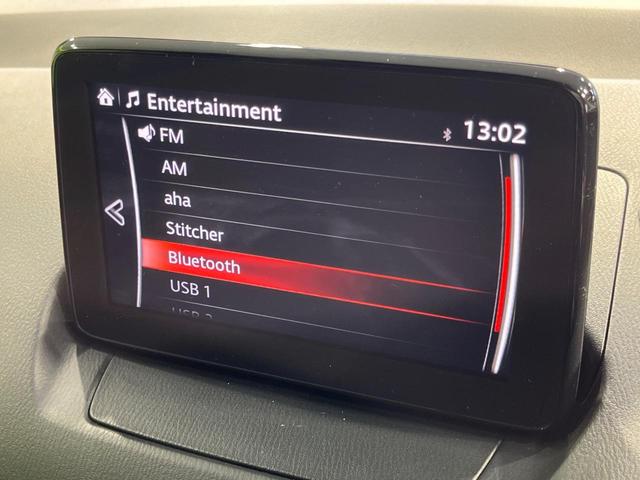 Entertainment
13:02
FM
AM
aha
Stitcher
Bluetooth
USB 1